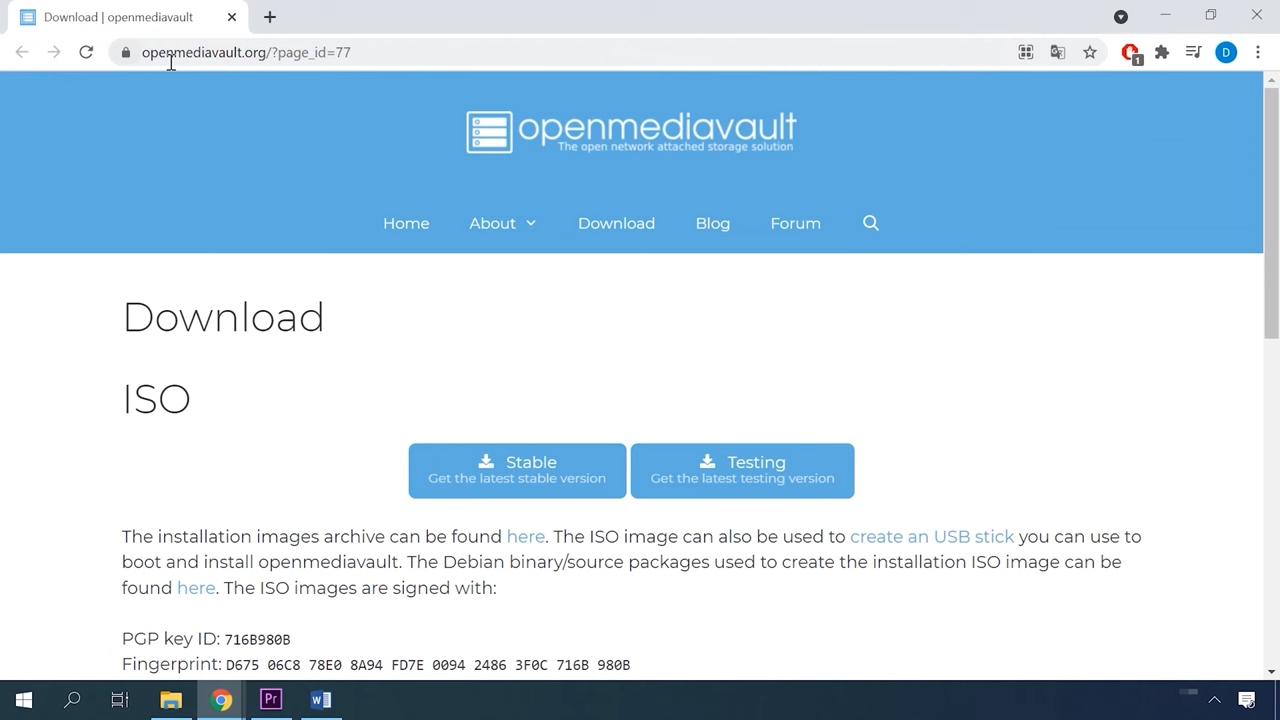 Download | openmediavault
openmediavault.org/?page_id=77
1
D
openmediavault
The open network attached storage solution
Home About Download Blog Forum
Download
ISO
Stable
Get the latest stable version
Testing
Get the latest testing version
The installation images archive can be found here. The ISO image can also be used to create an USB stick you can use to
boot and install openmediavault. The Debian binary/source packages used to create the installation ISO image can be
found here. The ISO images are signed with:
PGP key ID: 716B980B
Fingerprint: D675 06C8 78E0 8A94 FD7E 0094 2486 3F0C 716B 980B
Pr
W